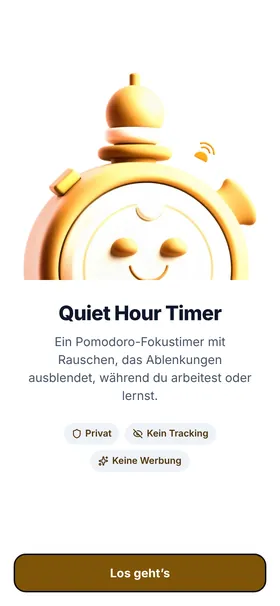 Quiet Hour Timer
Ein Pomodoro-Fokustimer mit
Rauschen, das Ablenkungen
ausblendet, während du arbeitest oder
lernst.
Privat
Kein Tracking
Keine Werbung
Los geht's